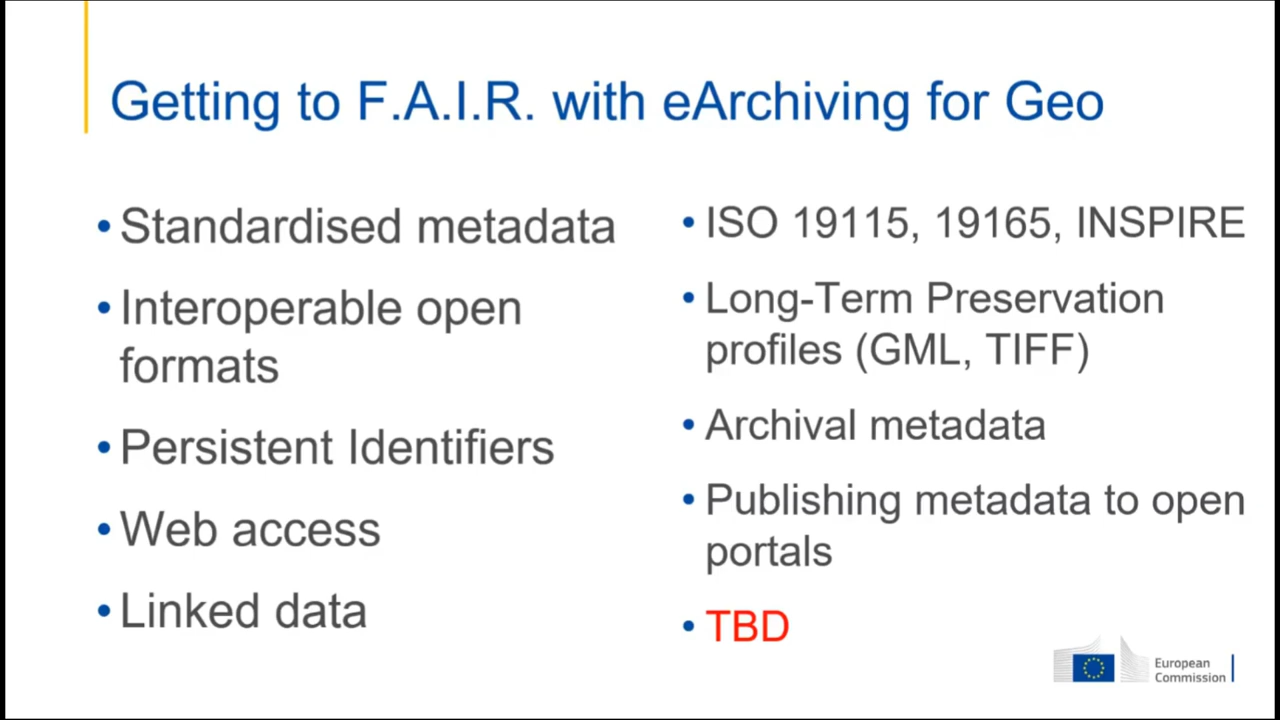 Getting to F.A.I.R. with eArchiving for Geo
• Standardised metadata
• Interoperable open
formats
• Persistent Identifiers
• Web access
• Linked data
• ISO 19115, 19165, INSPIRE
• Long-Term Preservation
profiles (GML, TIFF)
• Archival metadata
• Publishing metadata to open
portals
• TBD
European
Commission